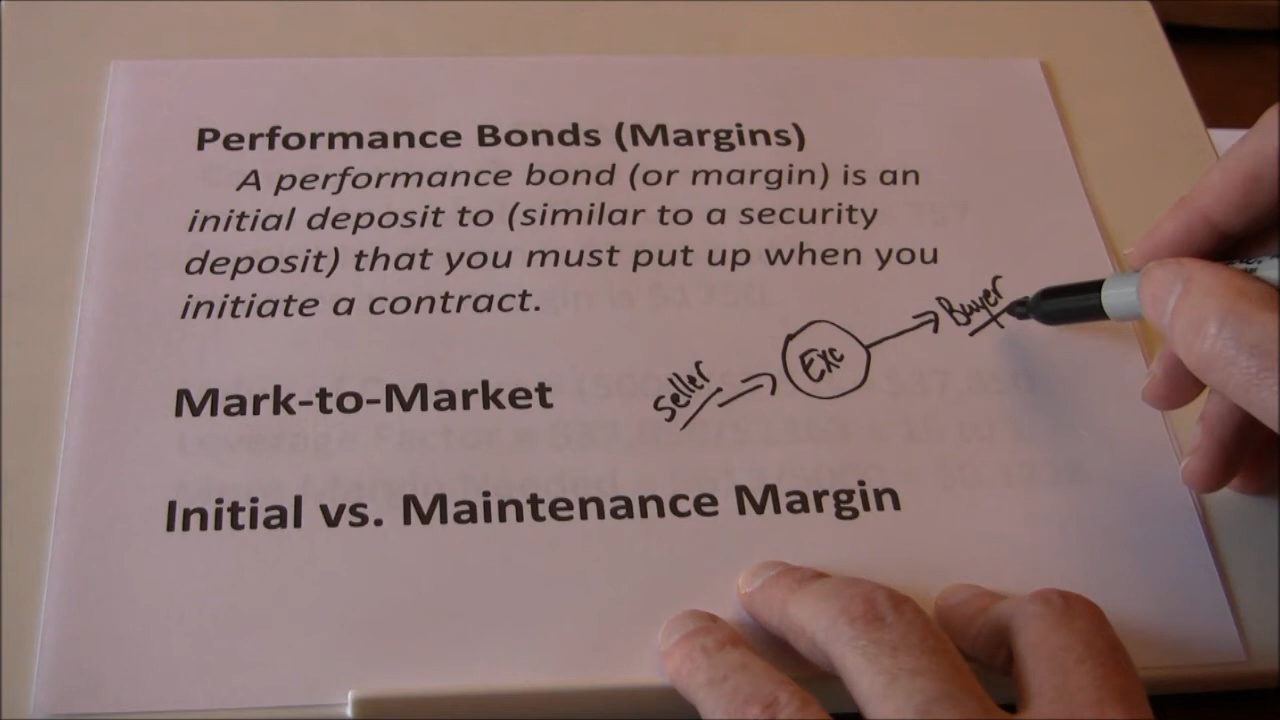 Performance Bonds (Margins)
A performance bond (or margin) is an
initial deposit to (similar to a security
deposit) that you must put up when you
initiate a contract.
Buyer
Exc
Seller
Mark-to-Market
Initial vs. Maintenance Margin